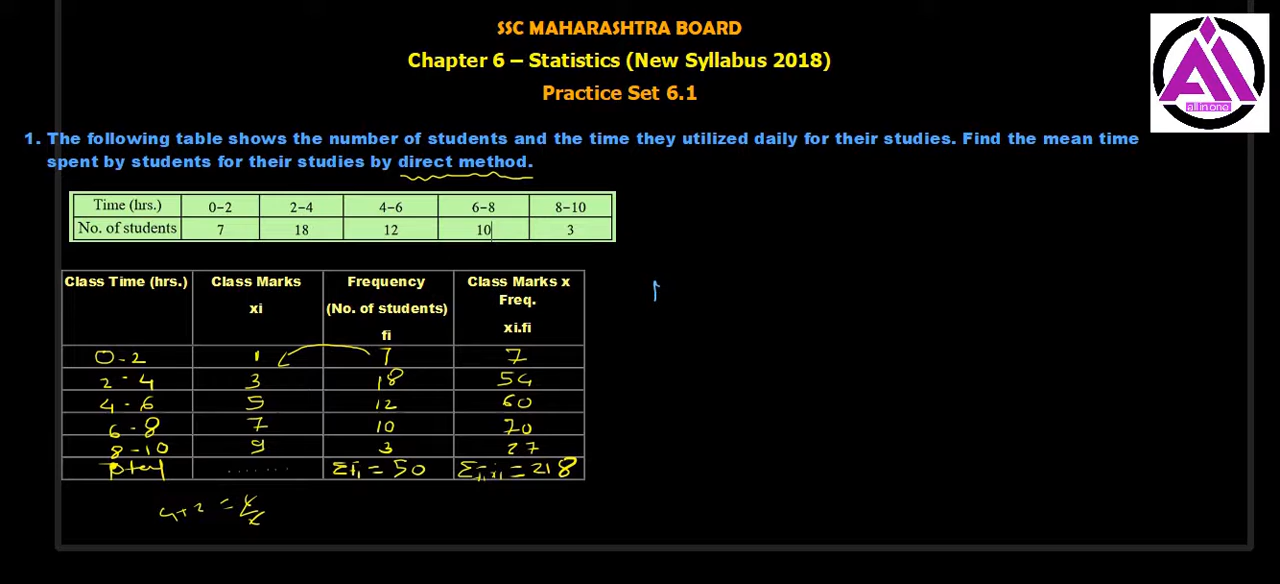 SSC MAHARASHTRA BOARD
Chapter 6 – Statistics (New Syllabus 2018)
Practice Set 6.1
all in one
1. The following table shows the number of students and the time they utilized daily for their studies. Find the mean time
spent by students for their studies by direct method.
Time (hrs.) 0-2 2-4 4-6 6-8 8-10
No. of students 7 18 12 10 3
Class Time (hrs.) Class Marks xi Frequency (No. of students) fi Class Marks x Freq. xi.fi
0-2 1 7 7
2-4 3 18 54
4-6 5 12 60
6-8 7 10 70
8-10 9 3 27
Total ....... Σfi = 50 Σfixi = 218